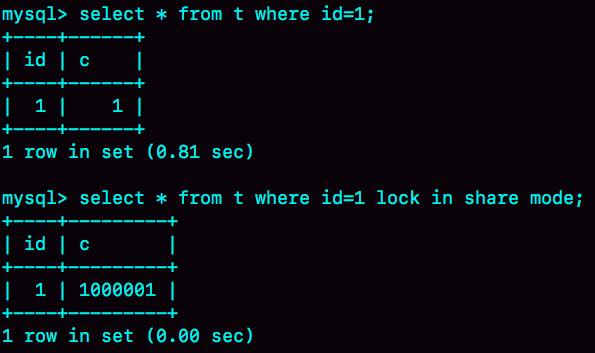 mysql> select * from t where id=1;
+----+------+
| id | c    |
+----+------+
|  1 |    1 |
+----+------+
1 row in set (0.81 sec)

mysql> select * from t where id=1 lock in share mode;
+----+---------+
| id | c       |
+----+---------+
|  1 | 1000001 |
+----+---------+
1 row in set (0.00 sec)